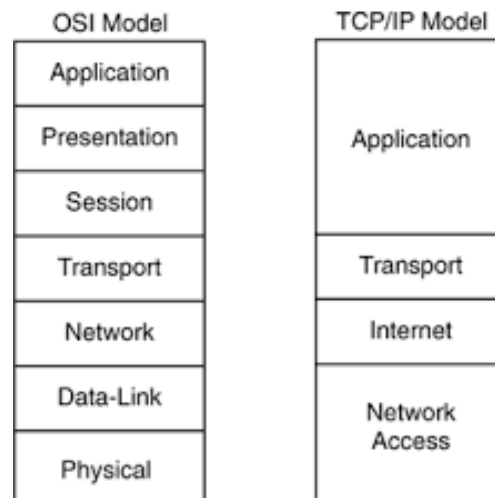 OSI Model
Application
Presentation
Session
Transport
Network
Data-Link
Physical
TCP/IP Model
Application
Transport
Internet
Network
Access